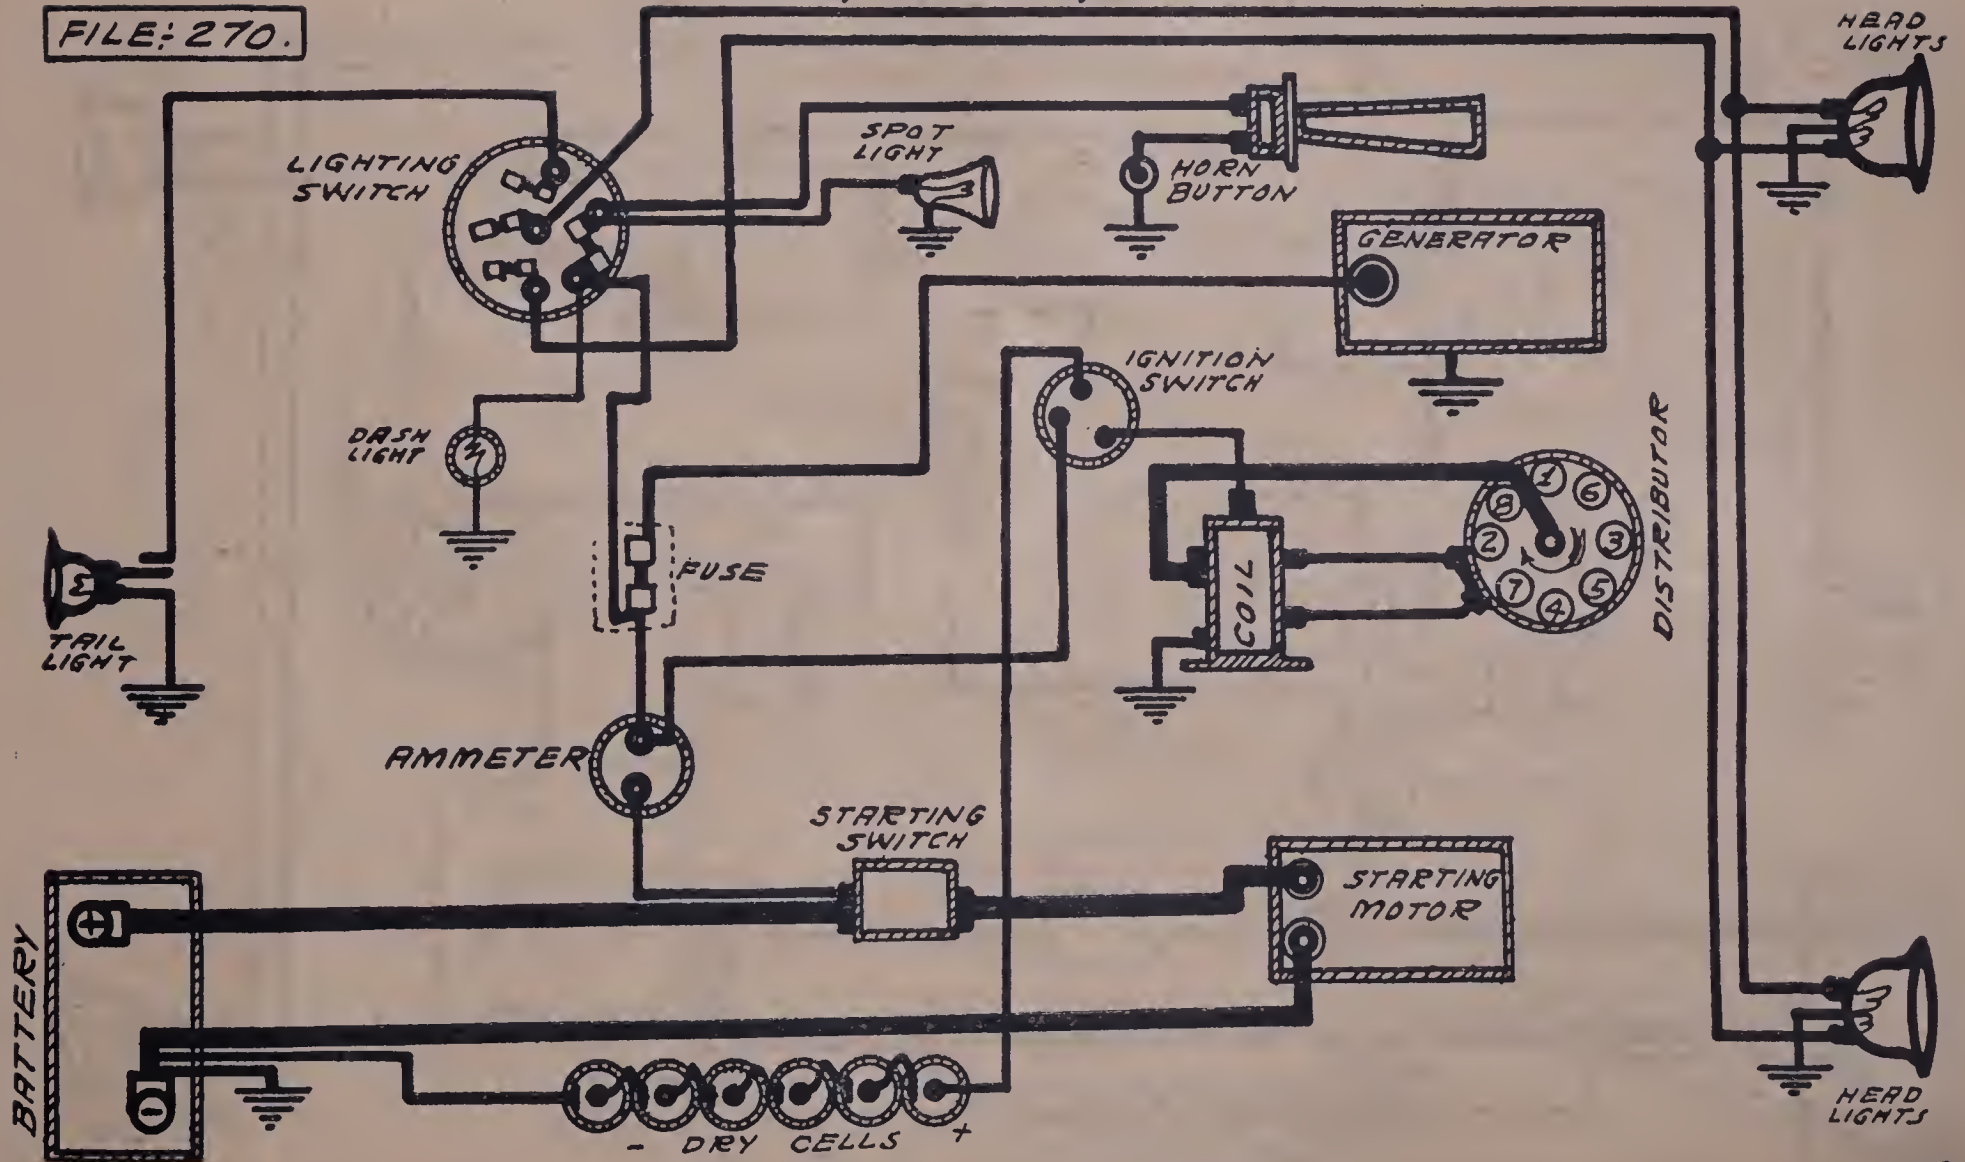 FILE:- 270.
HEAD
LIGHTS
LIGHTING
SWITCH
SPOT
LIGHT
HORN
BUTTON
GENERATOR
IGNITION
SWITCH
DASH
LIGHT
DISTRIBUTOR
1
6
3
5
4
7
2
8
FUSE
COIL
TAIL
LIGHT
AMMETER
STARTING
SWITCH
STARTING
MOTOR
BATTERY
+
-
- DRY CELLS +
HEAD
LIGHTS